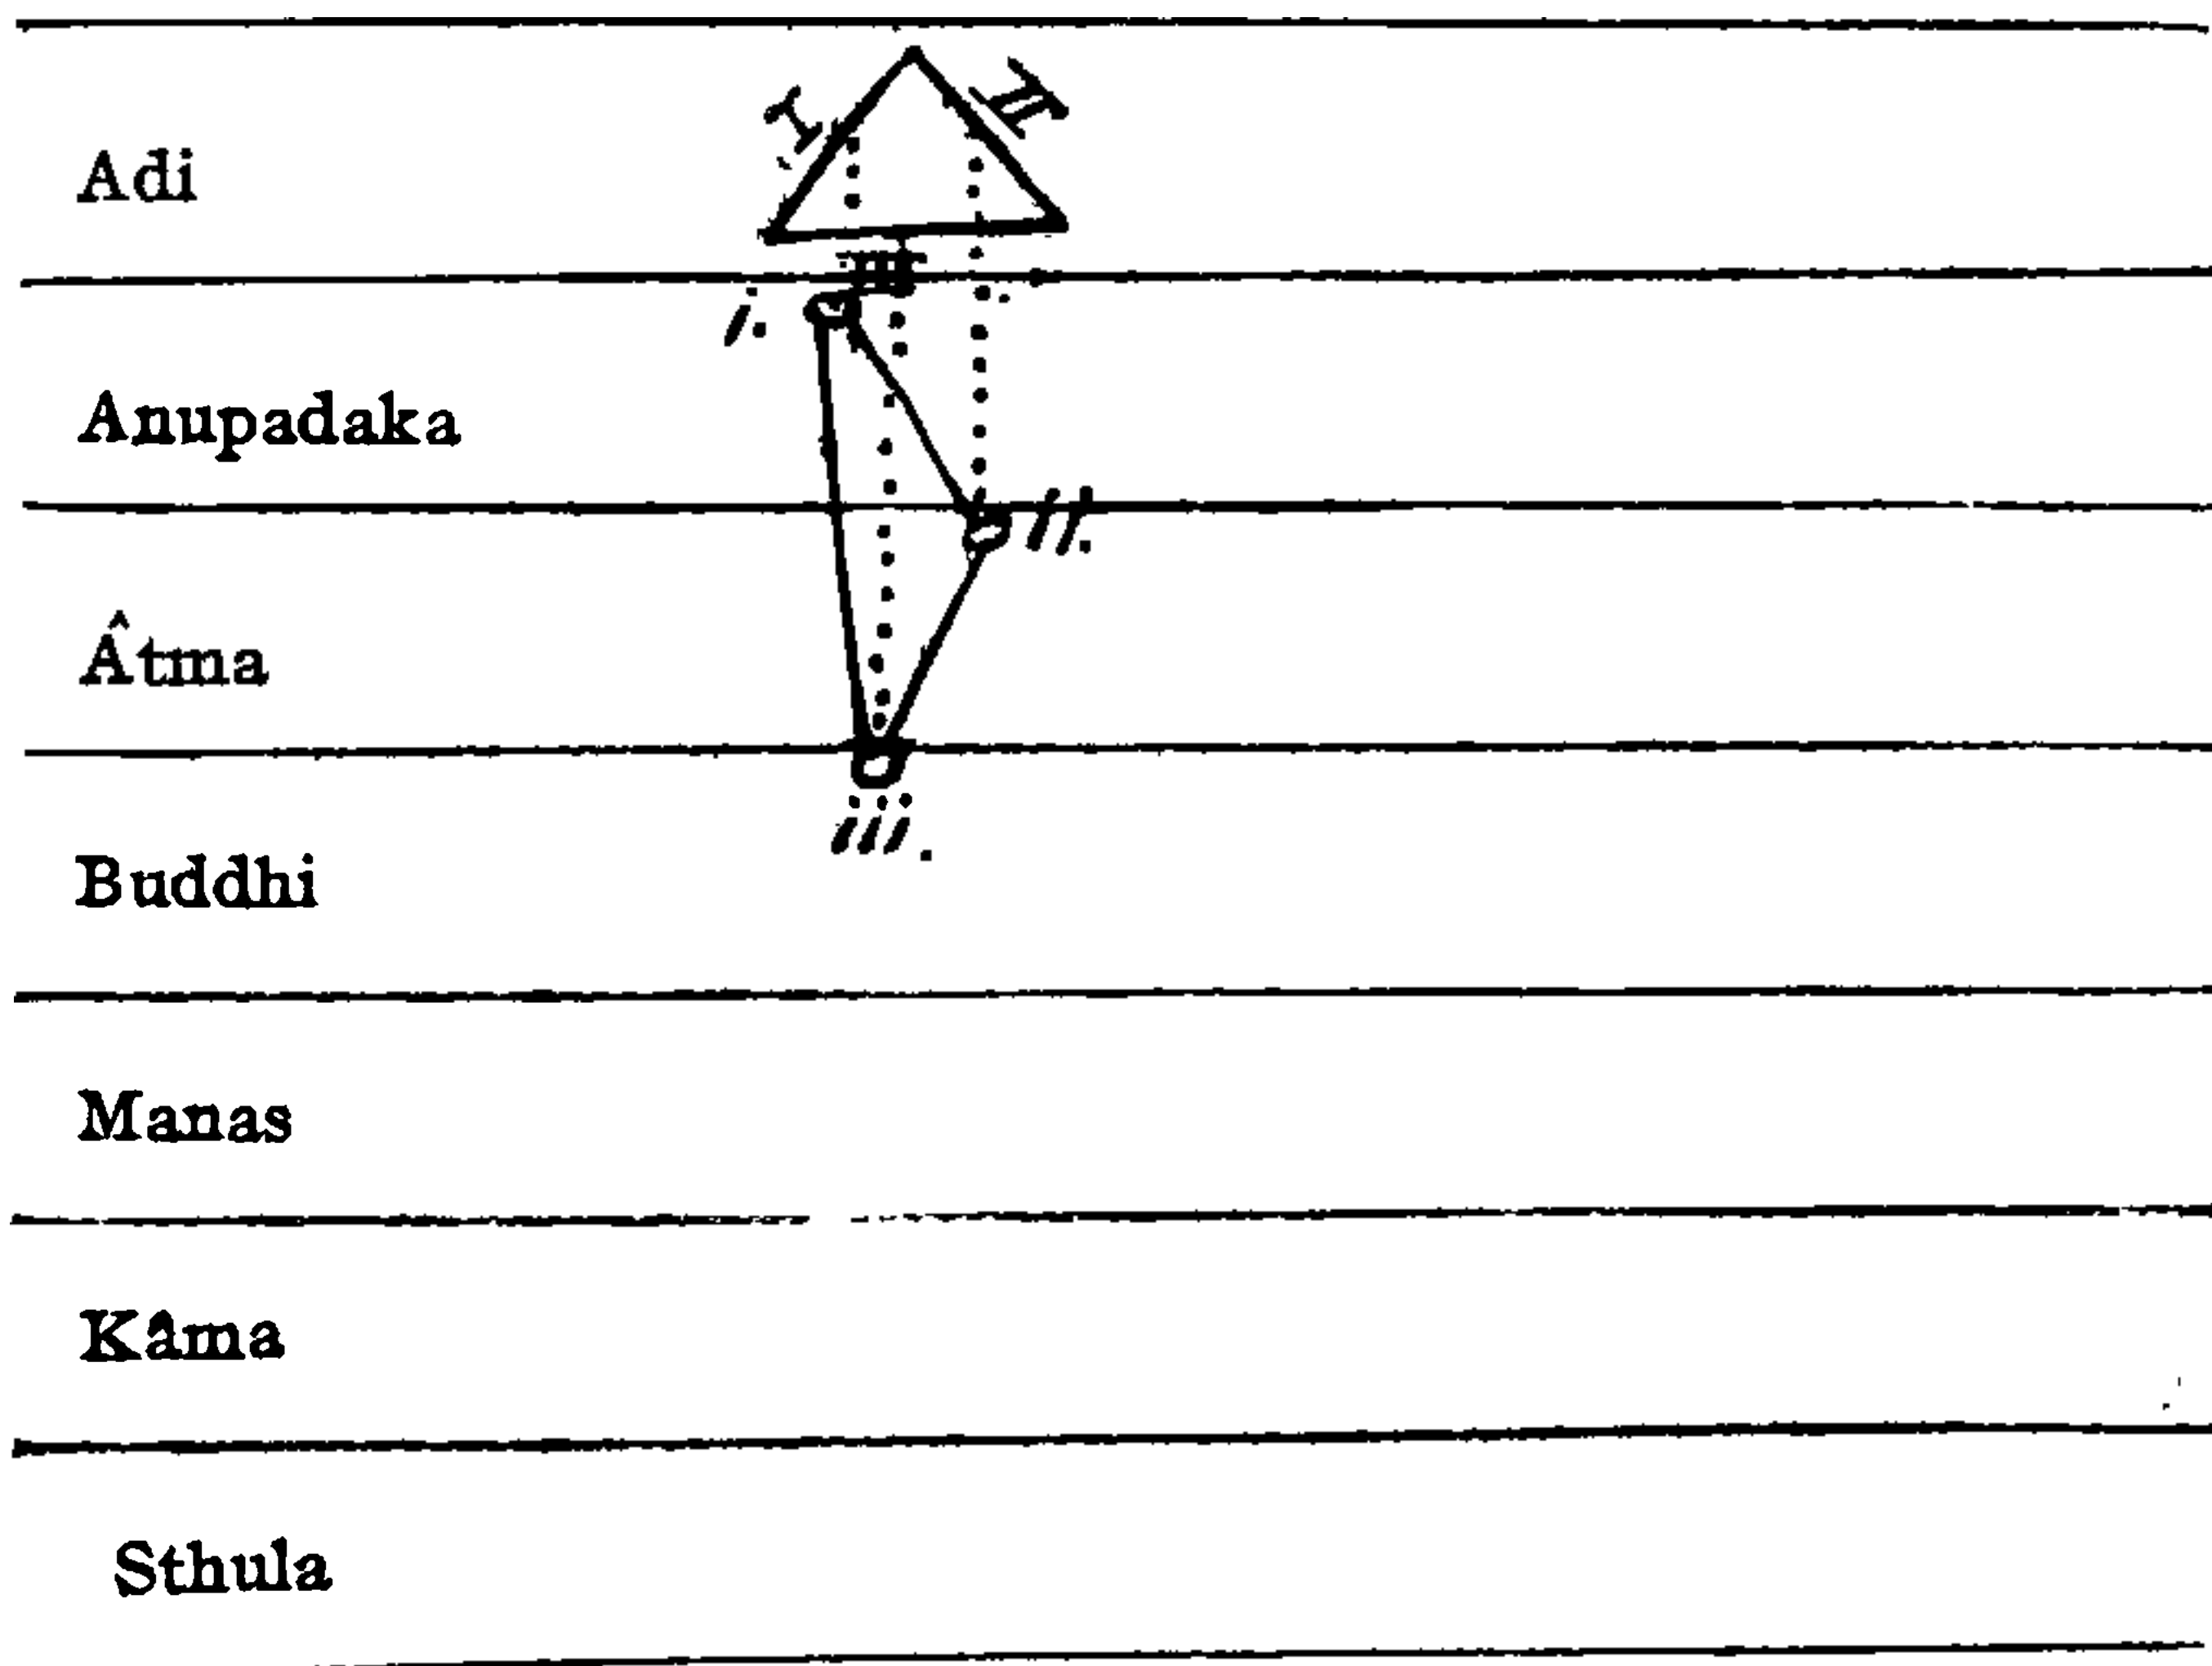 I.
II
Adi
III
i.
Anupadaka
ii.
Âtma
iii.
Buddhi
Manas
Kâma
Sthula